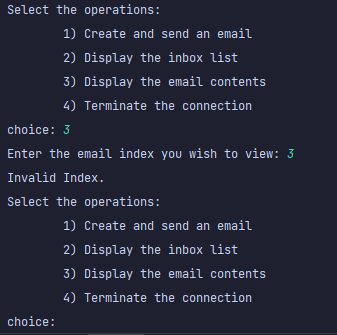 Select the operations:
1) Create and send an email
2) Display the inbox list
3) Display the email contents
4) Terminate the connection
choice: 3
Enter the email index you wish to view: 3
Invalid Index.
Select the operations:
1) Create and send an email
2) Display the inbox list
3) Display the email contents
4) Terminate the connection
choice: